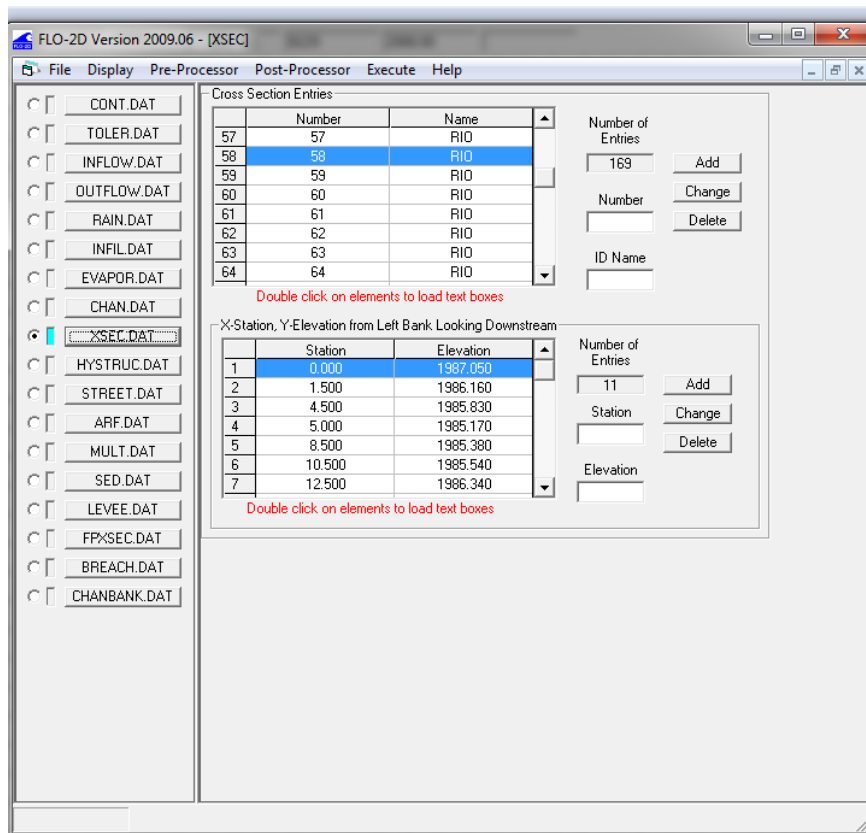 FLO-2D Version 2009.06 - [XSEC]
File Display Pre-Processor Post-Processor Execute Help
CONT.DAT
TOLER.DAT
INFLOW.DAT
OUTFLOW.DAT
RAIN.DAT
INFIL.DAT
EVAPOR.DAT
CHAN.DAT
XSEC.DAT
HYSTRUC.DAT
STREET.DAT
ARF.DAT
MULT.DAT
SED.DAT
LEVEE.DAT
FPXSEC.DAT
BREACH.DAT
CHANBANK.DAT
Cross Section Entries
Number Name
57 57 RIO
58 58 RIO
59 59 RIO
60 60 RIO
61 61 RIO
62 62 RIO
63 63 RIO
64 64 RIO
Double click on elements to load text boxes
Number of
Entries
169 Add
Number Change
Delete
ID Name
X-Station, Y-Elevation from Left Bank Looking Downstream
Station Elevation
1 0.000 1987.050
2 1.500 1986.160
3 4.500 1985.830
4 5.000 1985.170
5 8.500 1985.380
6 10.500 1985.540
7 12.500 1986.340
Double click on elements to load text boxes
Number of
Entries
11 Add
Station Change
Delete
Elevation